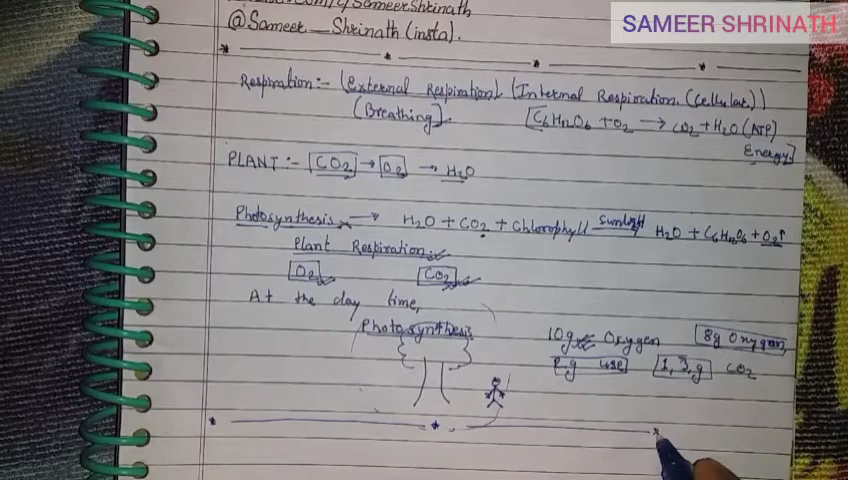 SAMEER SHRINATH
@Sameer_Shrinath (insta).
Respiration:- (External Respiration) (Internal Respiration. (Cellular))
(Breathing) [C6H12O6 + O2 → CO2 + H2O (ATP)
Energy]
PLANT:- CO2 → O2 → H2O
Photosynthesis → H2O + CO2 + Chlorophyll sunlight H2O + C6H12O6 + O2↑
Plant Respiration
O2 CO2
At the day time,
Photosynthesis 10g Oxygen 8g Oxygen,
2g use 1,3,g CO2